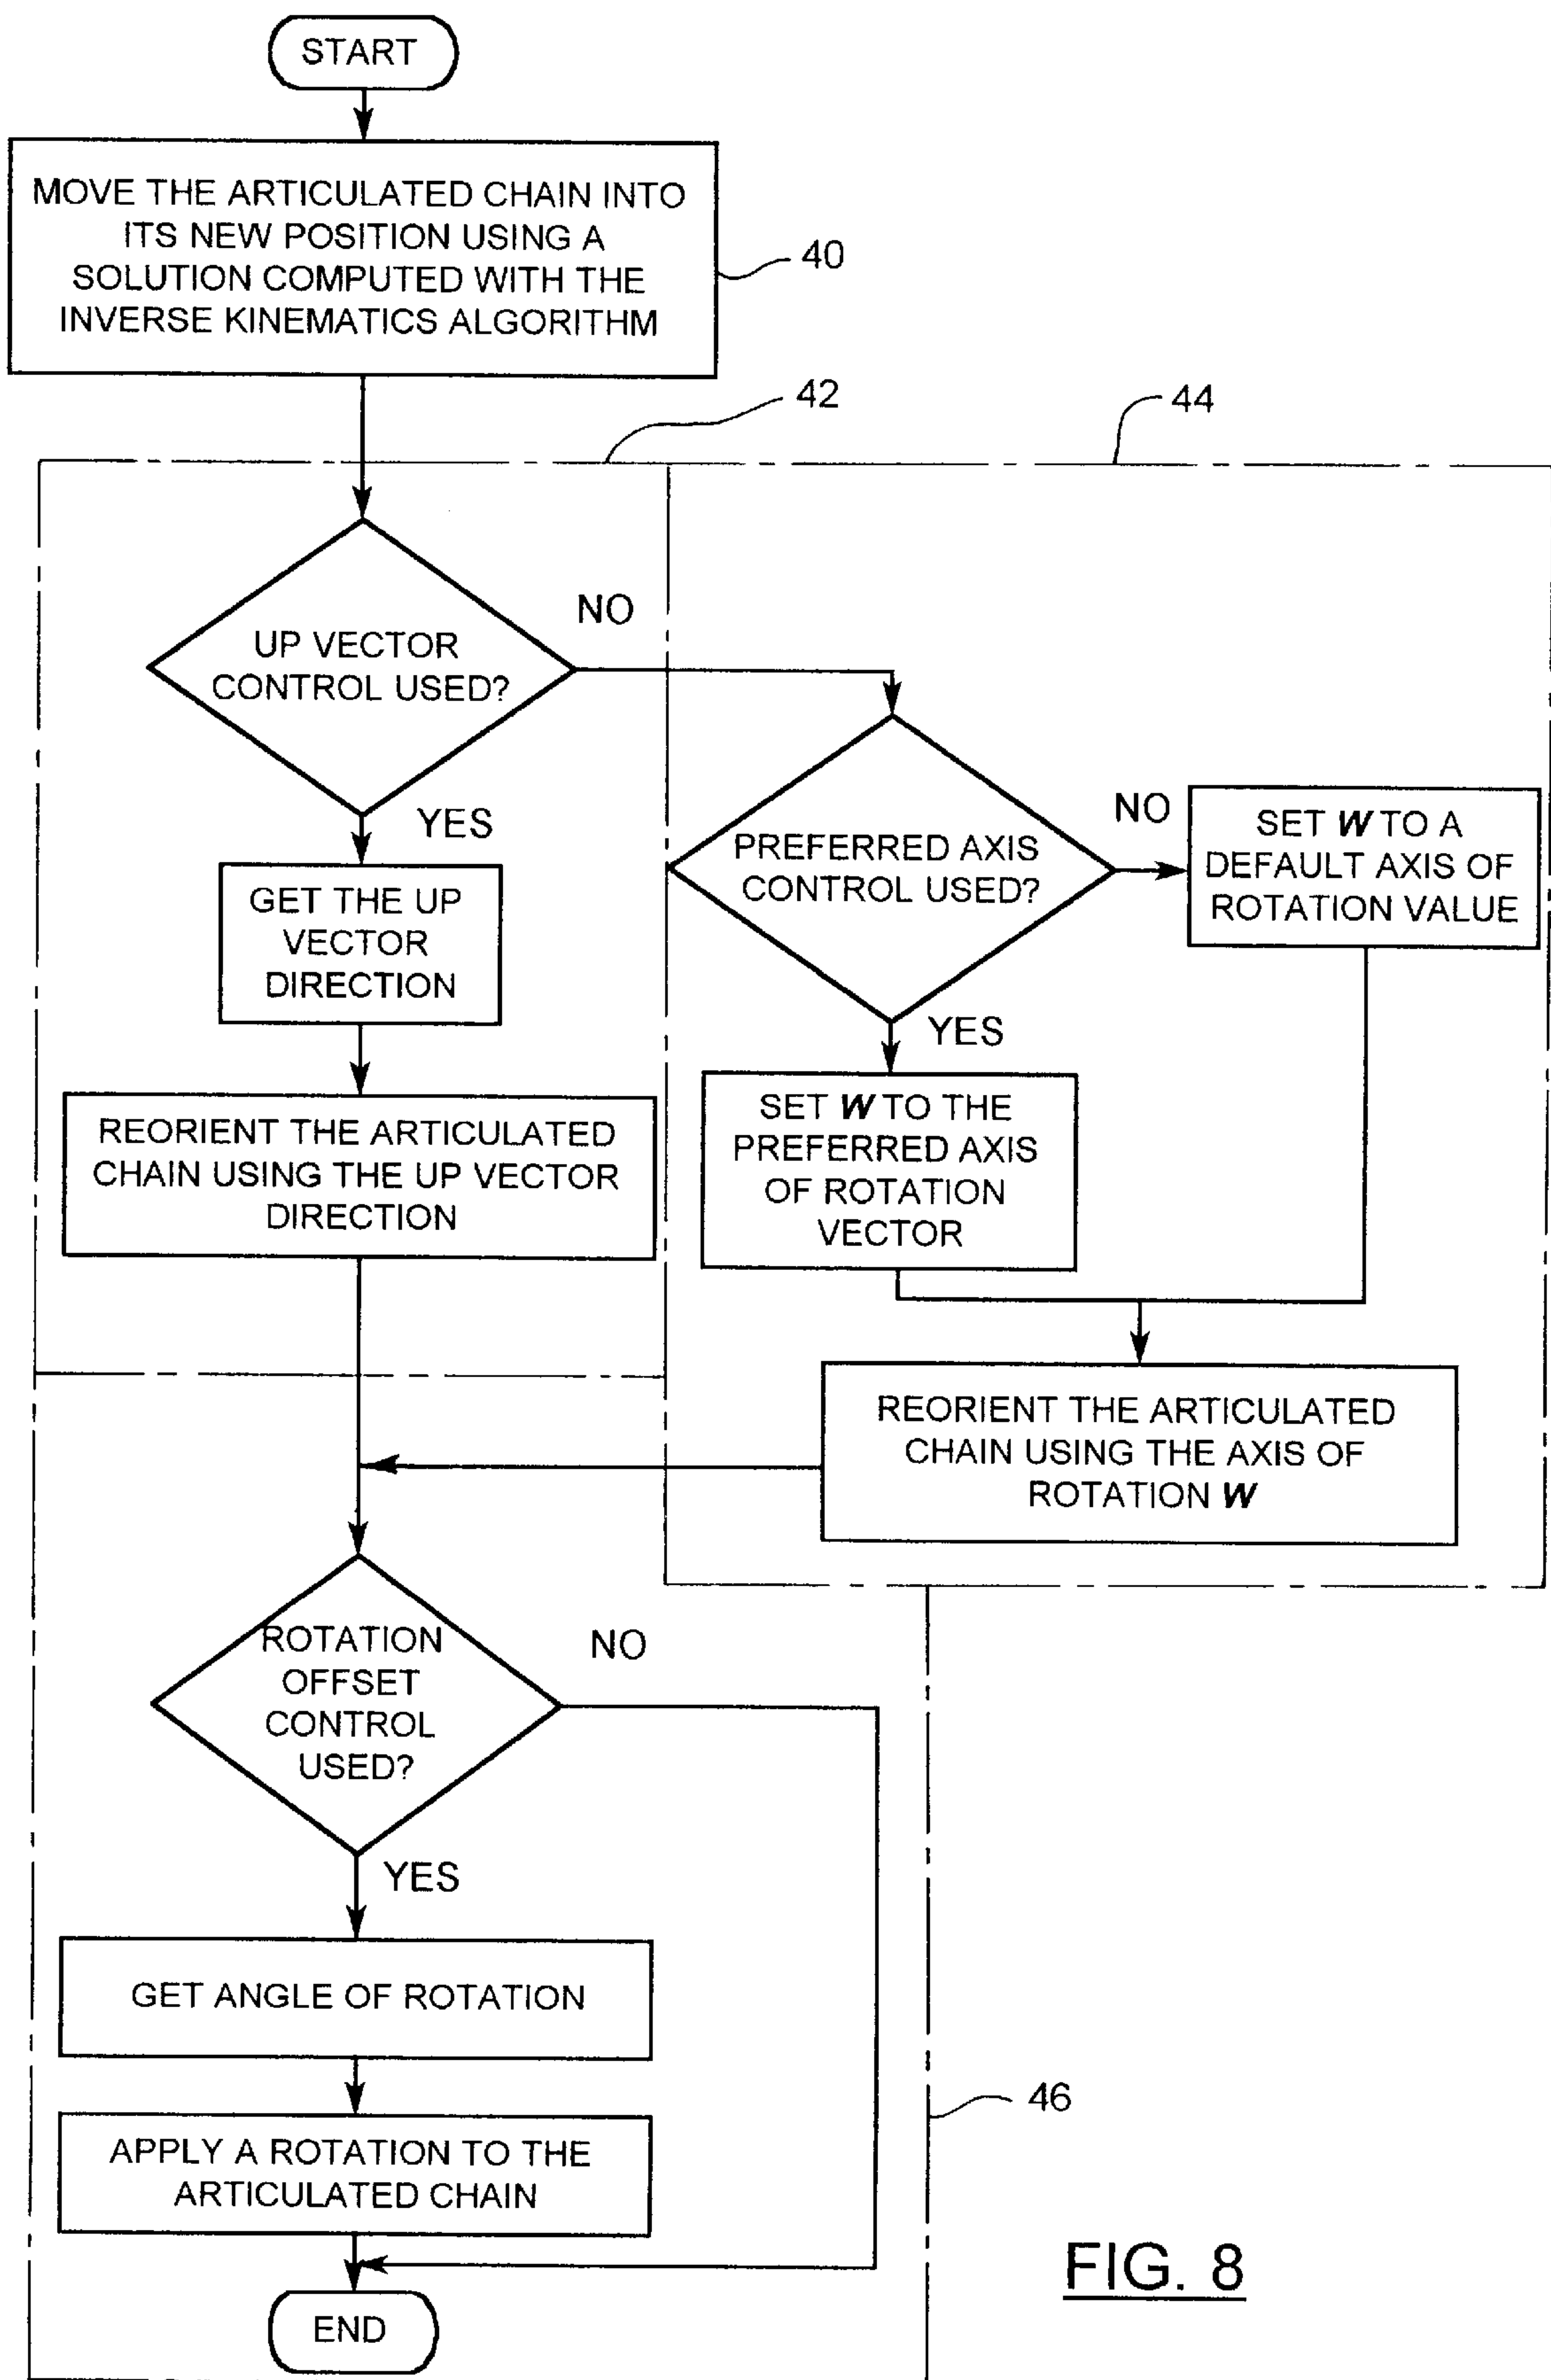 START
MOVE THE ARTICULATED CHAIN INTO
ITS NEW POSITION USING A
SOLUTION COMPUTED WITH THE
INVERSE KINEMATICS ALGORITHM
40
42
44
UP VECTOR
CONTROL USED?
NO
YES
GET THE UP
VECTOR
DIRECTION
REORIENT THE ARTICULATED
CHAIN USING THE UP VECTOR
DIRECTION
PREFERRED AXIS
CONTROL USED?
NO
SET W TO A
DEFAULT AXIS OF
ROTATION VALUE
YES
SET W TO THE
PREFERRED AXIS
OF ROTATION
VECTOR
REORIENT THE ARTICULATED
CHAIN USING THE AXIS OF
ROTATION W
ROTATION
OFFSET
CONTROL
USED?
NO
YES
GET ANGLE OF ROTATION
APPLY A ROTATION TO THE
ARTICULATED CHAIN
46
END
FIG. 8